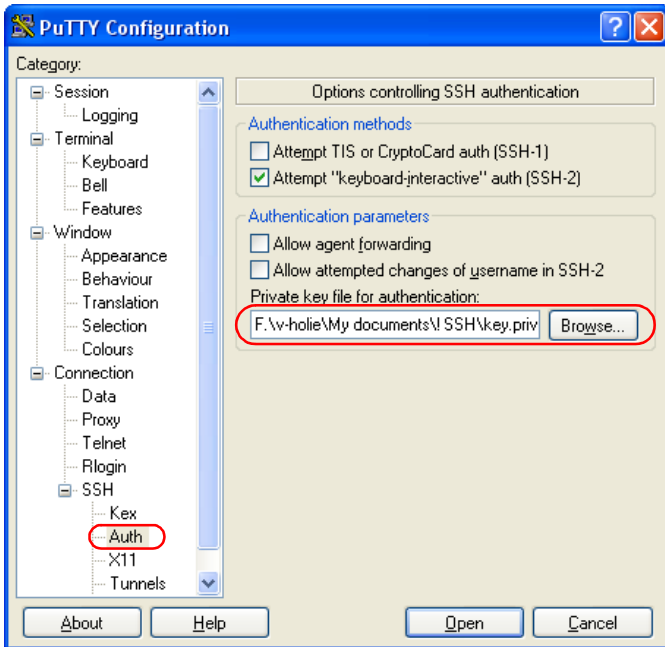 PuTTY Configuration
Category:
Session
Logging
Terminal
Keyboard
Bell
Features
Window
Appearance
Behaviour
Translation
Selection
Colours
Connection
Data
Proxy
Telnet
Rlogin
SSH
Kex
Auth
X11
Tunnels
Options controlling SSH authentication
Authentication methods
Attempt TIS or CryptoCard auth (SSH-1)
Attempt "keyboard-interactive" auth (SSH-2)
Authentication parameters
Allow agent forwarding
Allow attempted changes of username in SSH-2
Private key file for authentication:
F:\v-holie\My documents\! SSH\key.priv Browse...
About Help Open Cancel